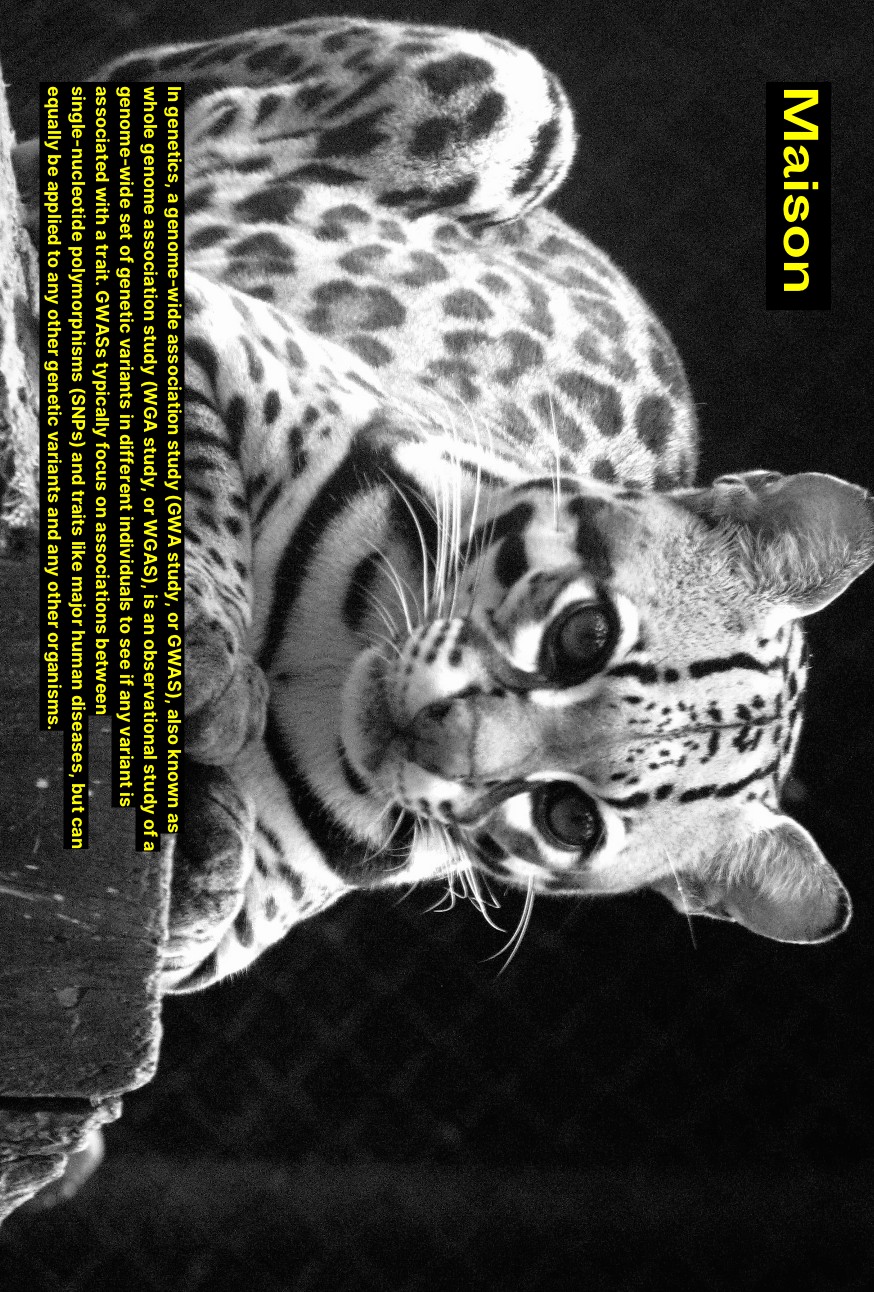 Maison
In genetics, a genome-wide association study (GWA study, or GWAS), also known as
whole genome association study (WGA study, or WGAS), is an observational study of a
genome-wide set of genetic variants in different individuals to see if any variant is
associated with a trait. GWASs typically focus on associations between
single-nucleotide polymorphisms (SNPs) and traits like major human diseases, but can
equally be applied to any other genetic variants and any other organisms.